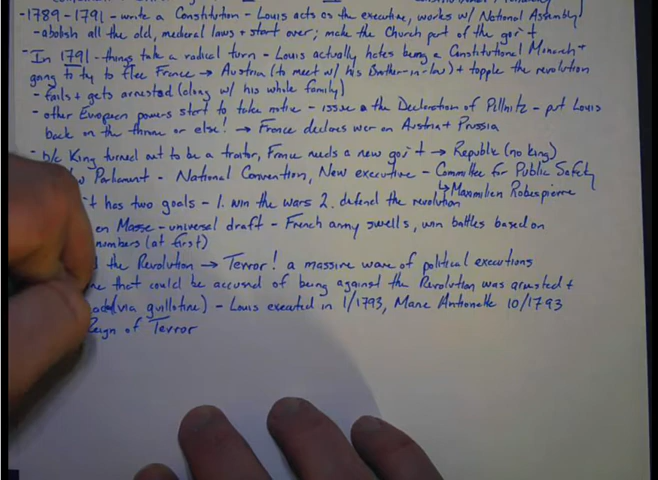 -1789-1791 - write a Constitution - Louis acts as the executive, works w/ National Assembly
-abolish all the old, medieval laws + start over; make the Church part of the gov't
-In 1791 - things take a radical turn - Louis actually hates being a Constitutional Monarch +
going to try to flee France → Austria (to meet w/ his Brother-in-law) + topple the revolution
- fails + gets arrested (along w/ his whole family)
- other European powers start to take notice - issue the Declaration of Pillnitz - put Louis
back on the throne or else! → France declares war on Austria + Prussia
- b/c King turned out to be a traitor, France needs a new gov't → Republic (no king)
Parliament - National Convention, New executive - Committee for Public Safety
↳ Maximilien Robespierre
has two goals - 1. win the wars 2. defend the revolution
en Masse - universal draft - French army swells, win battles based on
numbers (at first)
the Revolution → Terror! a massive wave of political executions
that could be accused of being against the Revolution was arrested +
(via guillotine) - Louis executed in 1/1793, Marie Antionette 10/1793
Reign of Terror